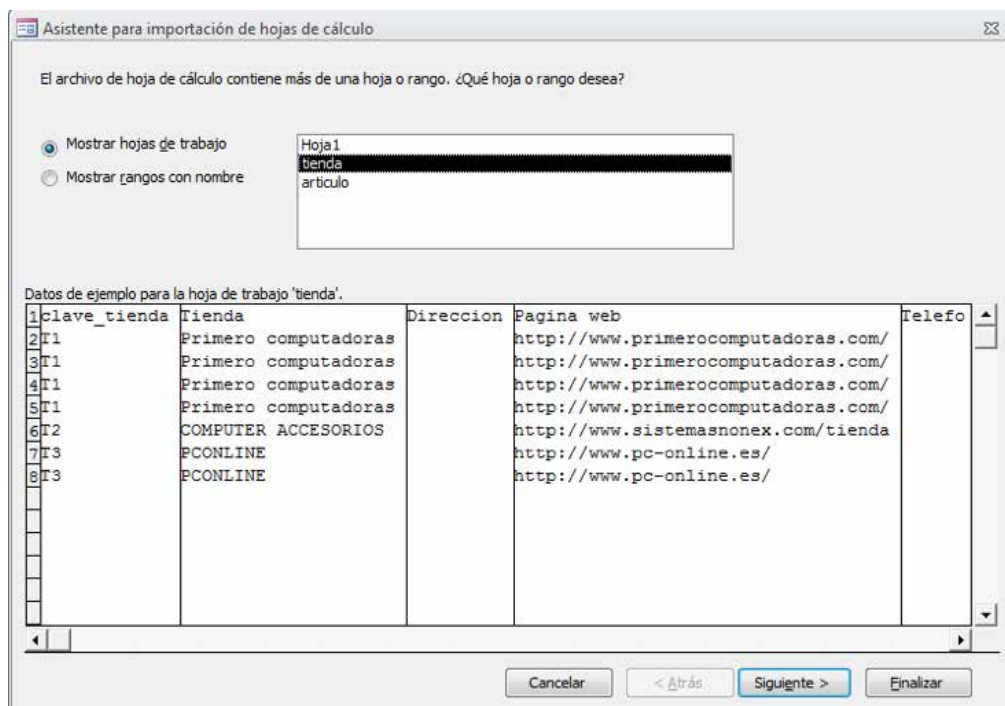 Asistente para importación de hojas de cálculo
El archivo de hoja de cálculo contiene más de una hoja o rango. ¿Qué hoja o rango desea?
Mostrar hojas de trabajo
Mostrar rangos con nombre
Hoja1
tienda
articulo
Datos de ejemplo para la hoja de trabajo 'tienda'.
1 clave_tienda Tienda Direccion Pagina web Telefo
2 T1 Primero computadoras http://www.primerocomputadoras.com/
3 T1 Primero computadoras http://www.primerocomputadoras.com/
4 T1 Primero computadoras http://www.primerocomputadoras.com/
5 T1 Primero computadoras http://www.primerocomputadoras.com/
6 T2 COMPUTER ACCESORIOS http://www.sistemasnonex.com/tienda
7 T3 PCONLINE http://www.pc-online.es/
8 T3 PCONLINE http://www.pc-online.es/
Cancelar < Atrás Siguiente > Finalizar